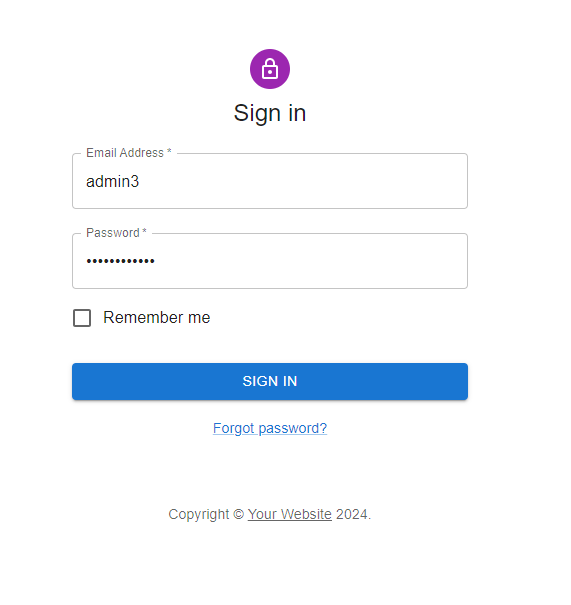 Sign in
Email Address *
admin3
Password *
••••••••••••
Remember me
SIGN IN
Forgot password?
Copyright © Your Website 2024.